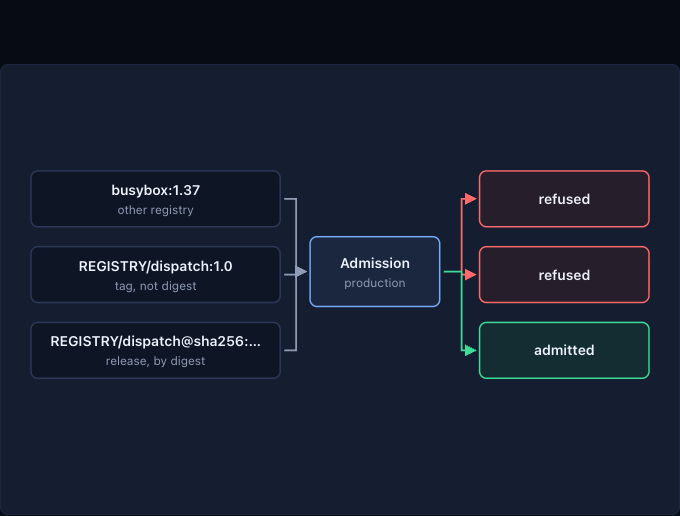 busybox:1.37
other registry
REGISTRY/dispatch:1.0
tag, not digest
REGISTRY/dispatch@sha256:...
release, by digest
Admission
production
refused
refused
admitted